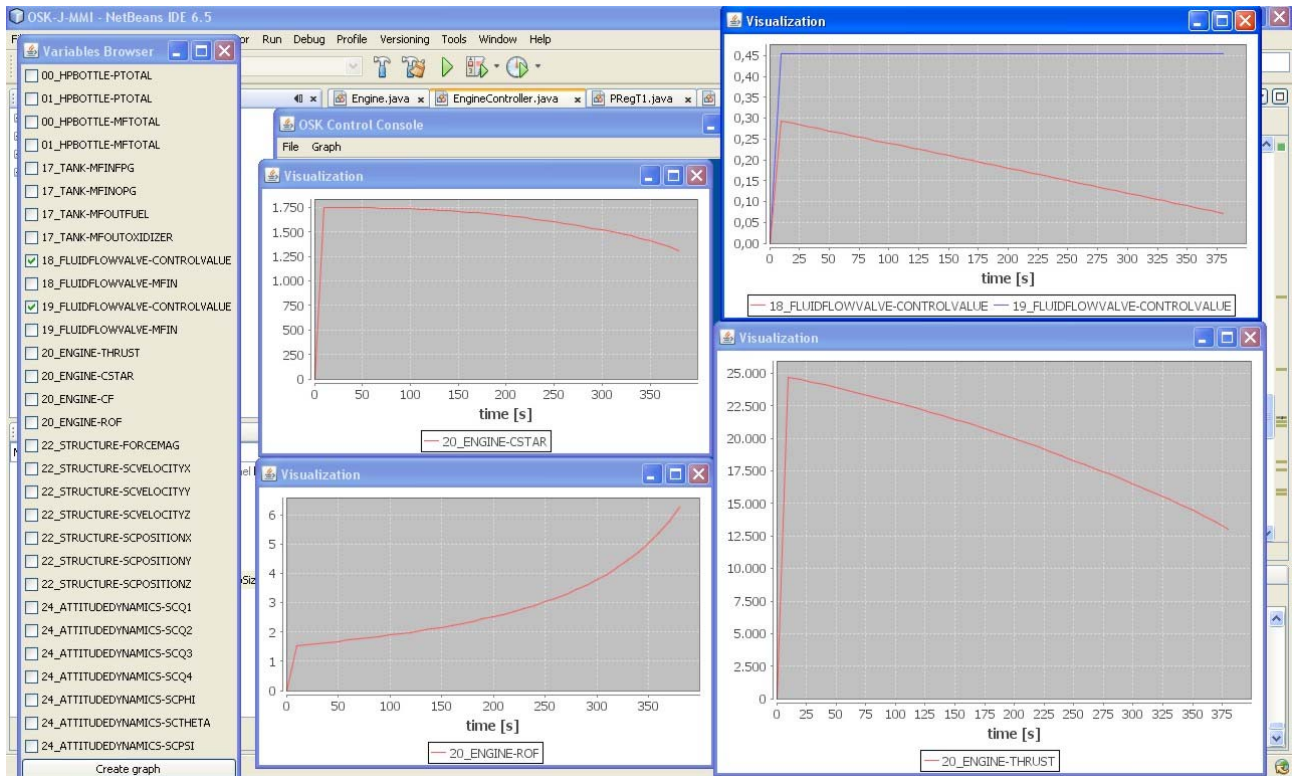 OSK-J-MMI - NetBeans IDE 6.5
Run Debug Profile Versioning Tools Window Help
Variables Browser
00_HPBOTTLE-PTOTAL
01_HPBOTTLE-PTOTAL
00_HPBOTTLE-MFTOTAL
01_HPBOTTLE-MFTOTAL
17_TANK-MFINFPG
17_TANK-MFINOPG
17_TANK-MFOUTFUEL
17_TANK-MFOUTOXIDIZER
18_FLUIDFLOWVALVE-CONTROLVALUE
18_FLUIDFLOWVALVE-MFIN
19_FLUIDFLOWVALVE-CONTROLVALUE
19_FLUIDFLOWVALVE-MFIN
20_ENGINE-THRUST
20_ENGINE-CSTAR
20_ENGINE-CF
20_ENGINE-ROF
22_STRUCTURE-FORCEMAG
22_STRUCTURE-SCVELOCITYX
22_STRUCTURE-SCVELOCITYY
22_STRUCTURE-SCVELOCITYZ
22_STRUCTURE-SCPOSITIONX
22_STRUCTURE-SCPOSITIONY
22_STRUCTURE-SCPOSITIONZ
24_ATTITUDEDYNAMICS-SCQ1
24_ATTITUDEDYNAMICS-SCQ2
24_ATTITUDEDYNAMICS-SCQ3
24_ATTITUDEDYNAMICS-SCQ4
24_ATTITUDEDYNAMICS-SCPHI
24_ATTITUDEDYNAMICS-SCTHETA
24_ATTITUDEDYNAMICS-SCPSI
Create graph
Engine.java EngineController.java PRegT1.java
OSK Control Console
File Graph
Visualization
1.750
1.500
1.250
1.000
750
500
250
0
0 50 100 150 200 250 300 350
time [s]
20_ENGINE-CSTAR
Visualization
6
5
4
3
2
1
0
0 50 100 150 200 250 300 350
time [s]
20_ENGINE-ROF
Visualization
0,45
0,40
0,35
0,30
0,25
0,20
0,15
0,10
0,05
0,00
0 25 50 75 100 125 150 175 200 225 250 275 300 325 350 375
time [s]
18_FLUIDFLOWVALVE-CONTROLVALUE 19_FLUIDFLOWVALVE-CONTROLVALUE
Visualization
25.000
22.500
20.000
17.500
15.000
12.500
10.000
7.500
5.000
2.500
0
0 25 50 75 100 125 150 175 200 225 250 275 300 325 350 375
time [s]
20_ENGINE-THRUST